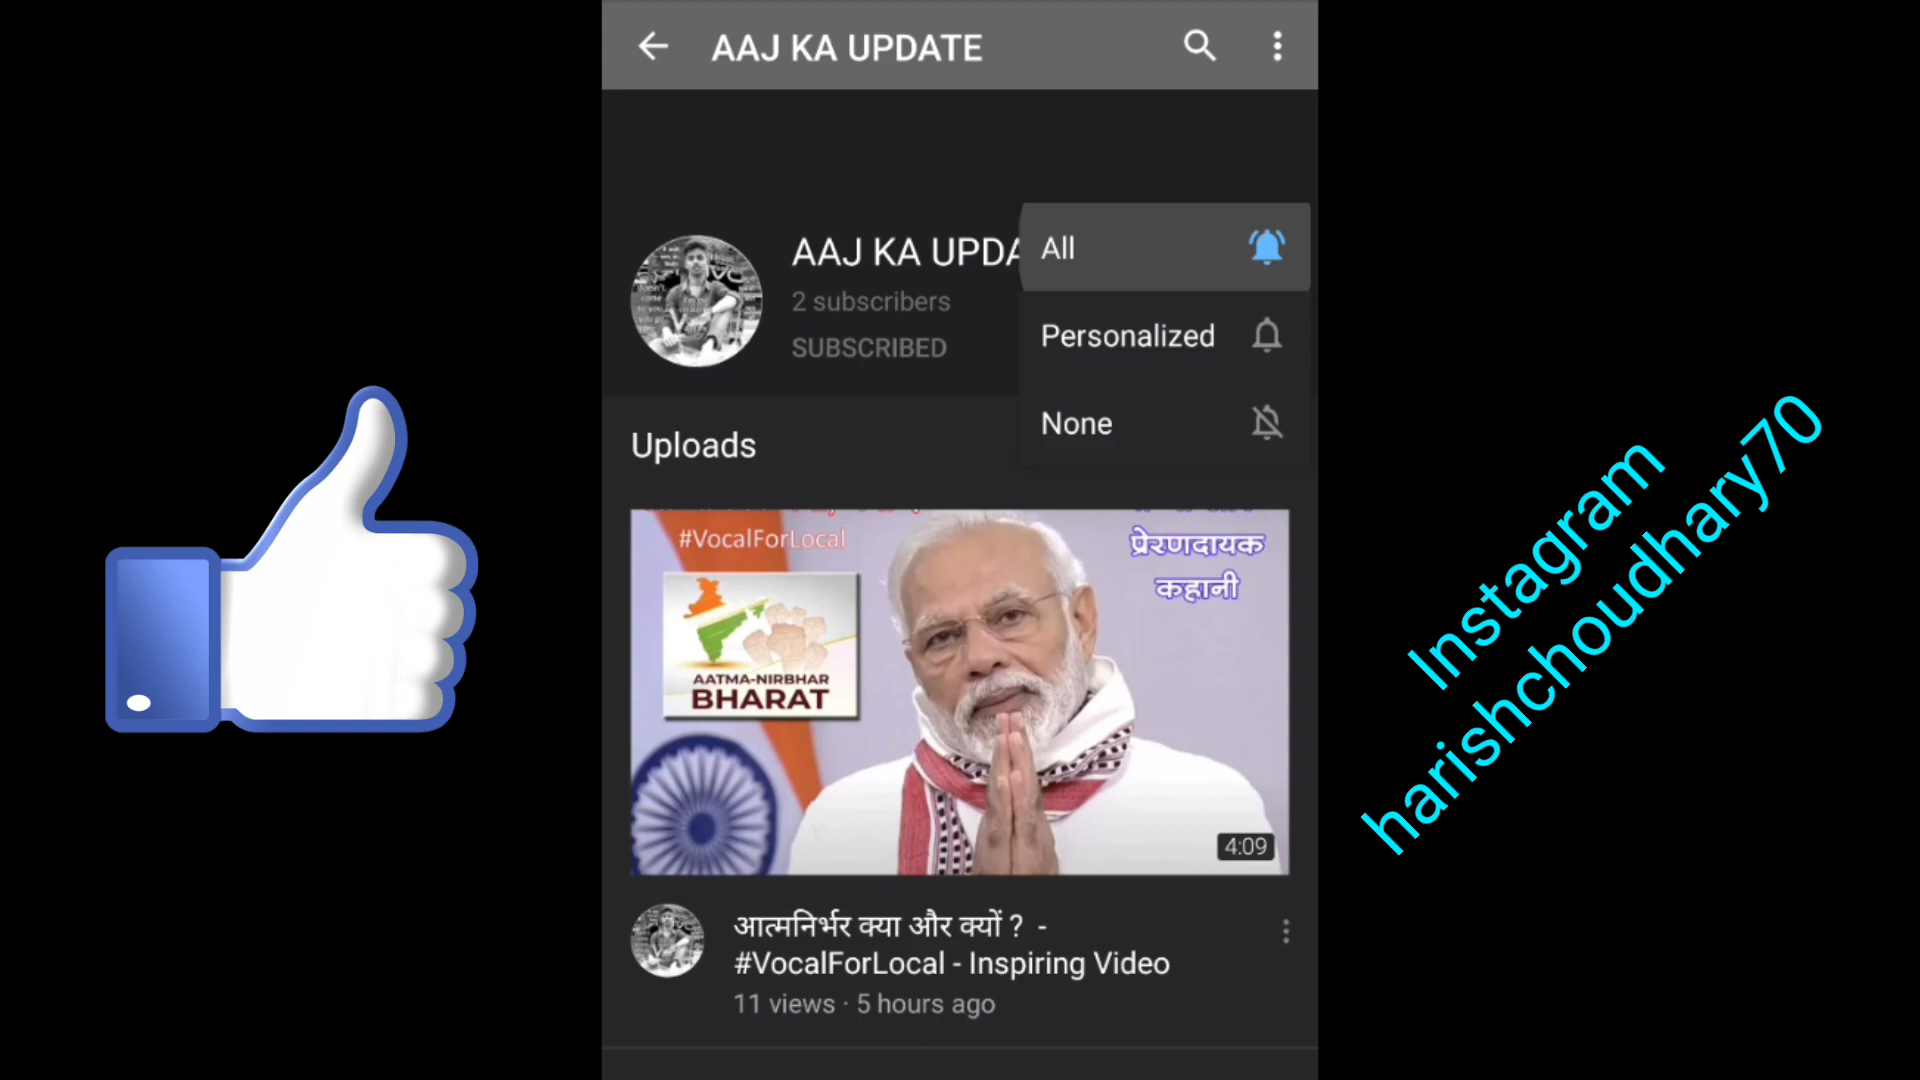 AAJ KA UPDATE
AAJ KA UPDA
2 subscribers
SUBSCRIBED
All
Personalized
None
Uploads
#VocalForLocal
प्रेरणदायक
कहानी
AATMA-NIRBHAR
BHARAT
4:09
आत्मनिर्भर क्या और क्यों ? -
#VocalForLocal - Inspiring Video
11 views · 5 hours ago
Instagram
harishchoudhary70